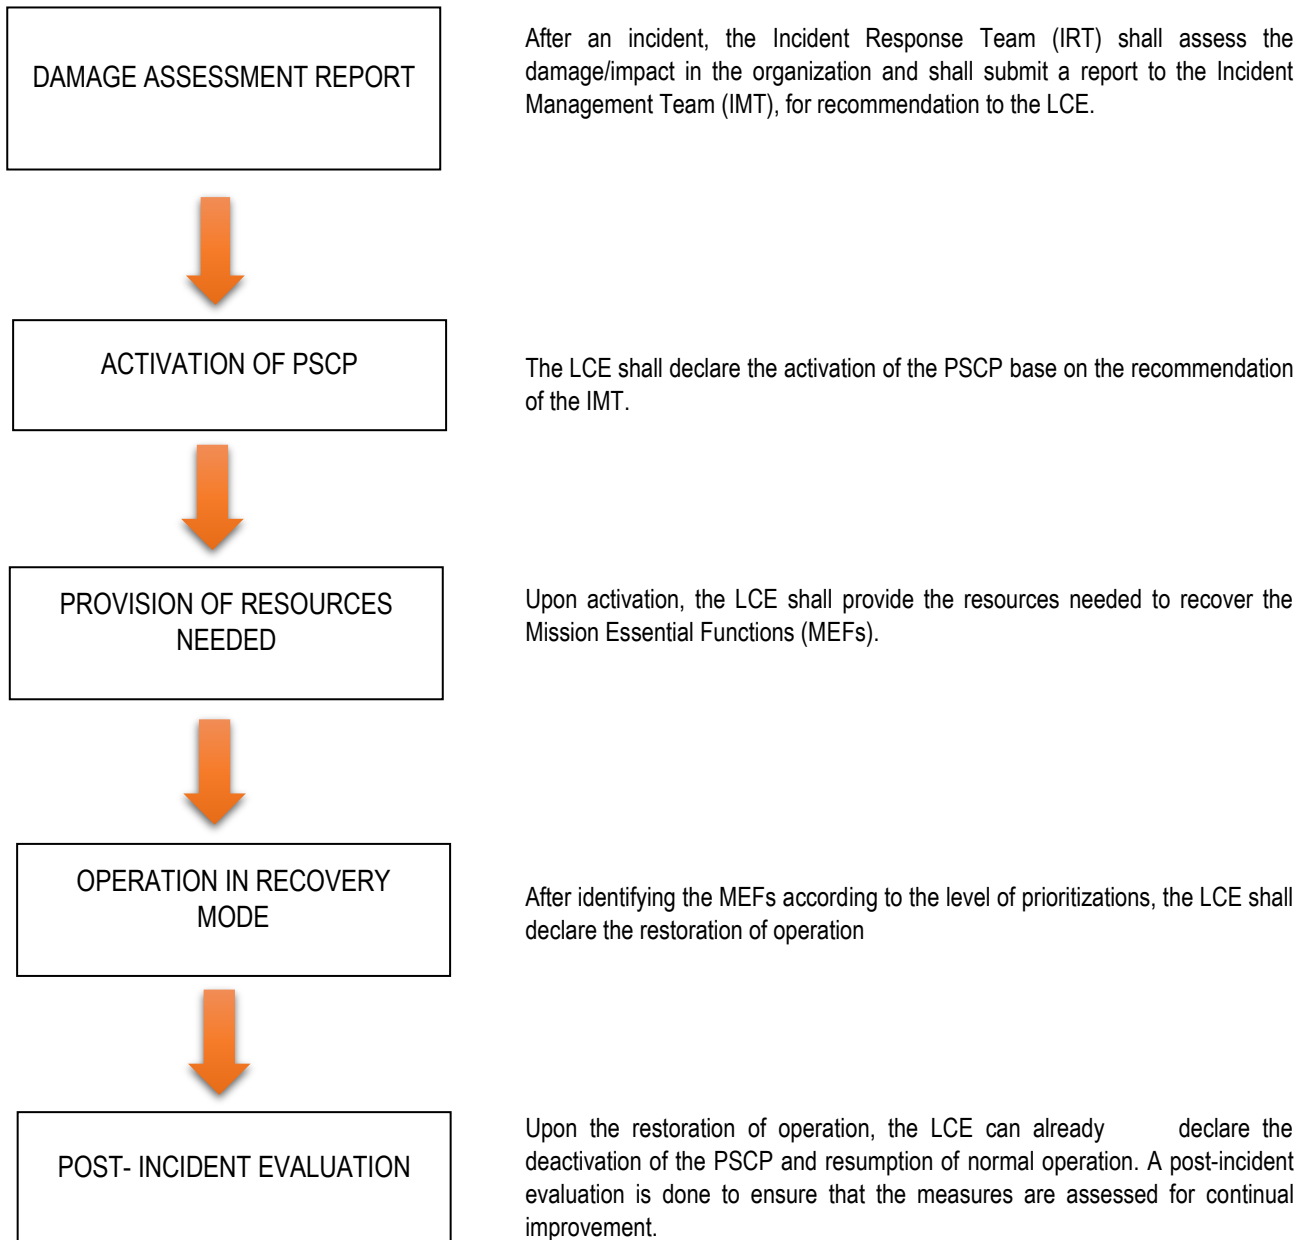 DAMAGE ASSESSMENT REPORT
After an incident, the Incident Response Team (IRT) shall assess the
damage/impact in the organization and shall submit a report to the Incident
Management Team (IMT), for recommendation to the LCE.
ACTIVATION OF PSCP
The LCE shall declare the activation of the PSCP base on the recommendation
of the IMT.
PROVISION OF RESOURCES
NEEDED
Upon activation, the LCE shall provide the resources needed to recover the
Mission Essential Functions (MEFs).
OPERATION IN RECOVERY
MODE
After identifying the MEFs according to the level of prioritizations, the LCE shall
declare the restoration of operation
POST- INCIDENT EVALUATION
Upon the restoration of operation, the LCE can already declare the
deactivation of the PSCP and resumption of normal operation. A post-incident
evaluation is done to ensure that the measures are assessed for continual
improvement.